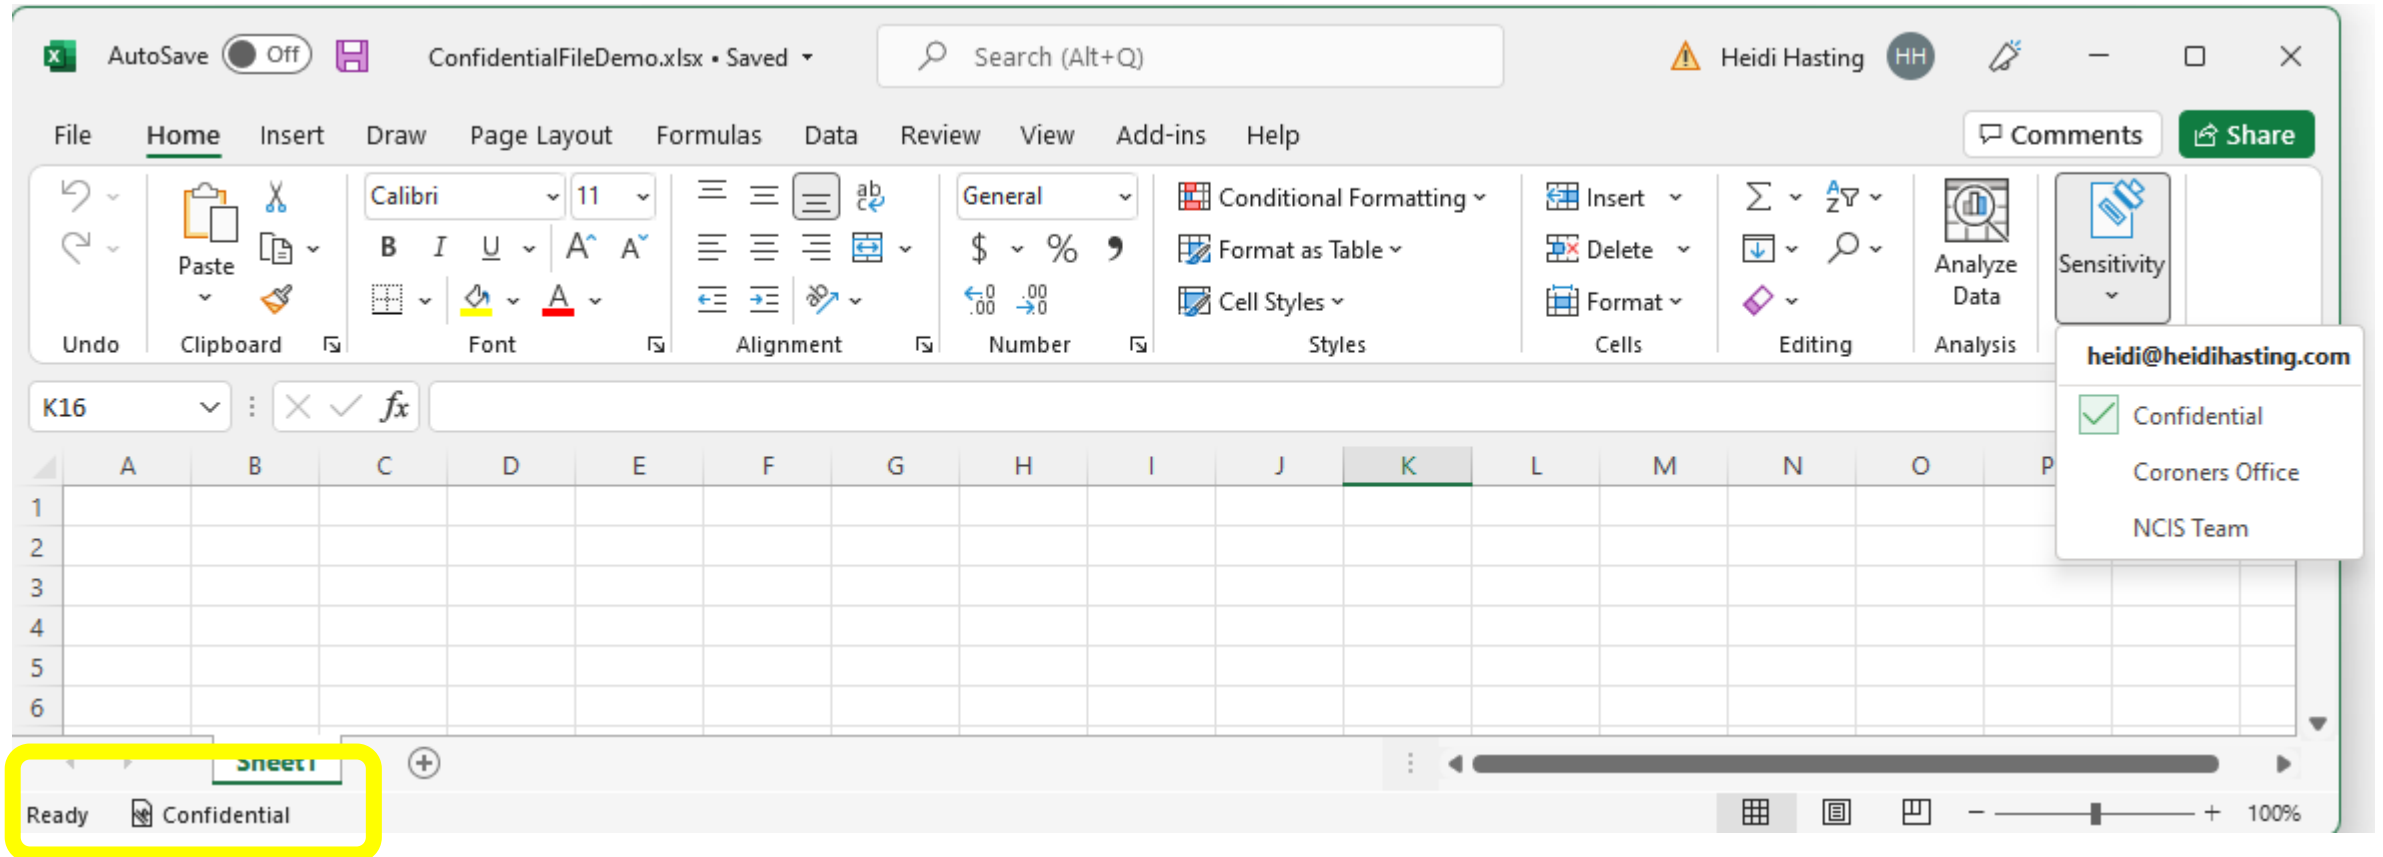 AutoSave Off ConfidentialFileDemo.xlsx • Saved Search (Alt+Q) Heidi Hasting HH
File Home Insert Draw Page Layout Formulas Data Review View Add-ins Help Comments Share
Calibri 11 ab General Conditional Formatting Insert
Paste B I U A A $ % Format as Table Delete Analyze Data Sensitivity
Cell Styles Format
Undo Clipboard Font Alignment Number Styles Cells Editing Analysis
heidi@heidihasting.com
K16 fx
Confidential
Coroners Office
NCIS Team
A B C D E F G H I J K L M N O P
1
2
3
4
5
6
Sheet1
Ready Confidential 100%